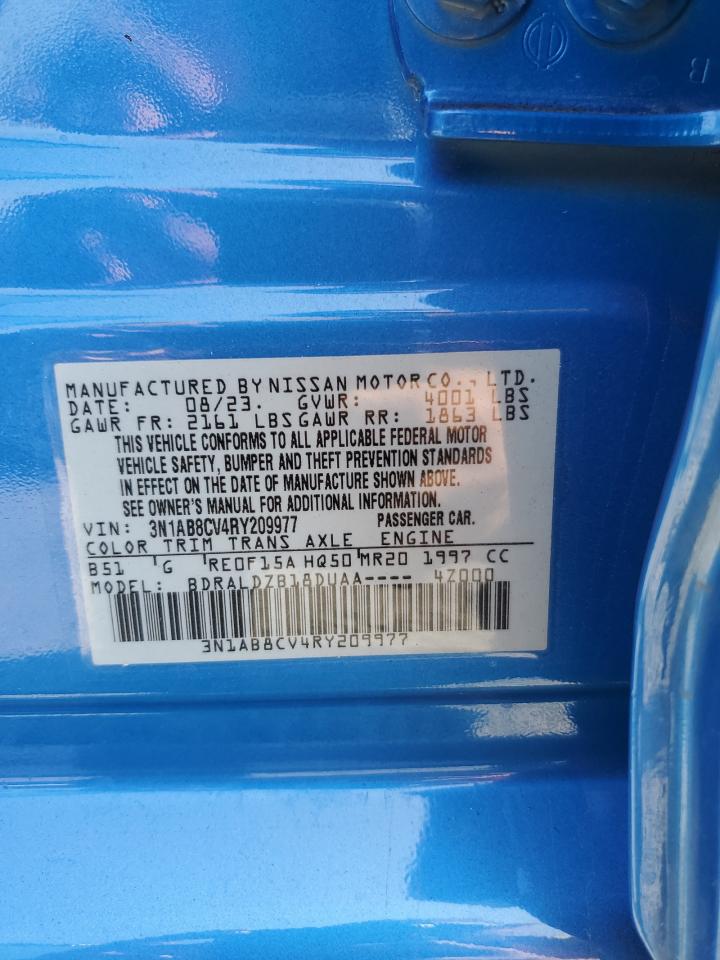 MANUFACTURED BY NISSAN MOTOR CO., LTD.
DATE: 08/23. GVWR: 4001 LBS
GAWR FR: 2161 LBS GAWR RR: 1863 LBS
THIS VEHICLE CONFORMS TO ALL APPLICABLE FEDERAL MOTOR
VEHICLE SAFETY, BUMPER AND THEFT PREVENTION STANDARDS
IN EFFECT ON THE DATE OF MANUFACTURE SHOWN ABOVE.
SEE OWNER'S MANUAL FOR ADDITIONAL INFORMATION.
VIN: 3N1AB8CV4RY209977 PASSENGER CAR.
COLOR TRIM TRANS AXLE ENGINE
B51 'G 'RE0F15A HQ50'MR20 1997 CC
MODEL: BDRALDZB18DUAA---- 4Z000
3N1AB8CV4RY209977